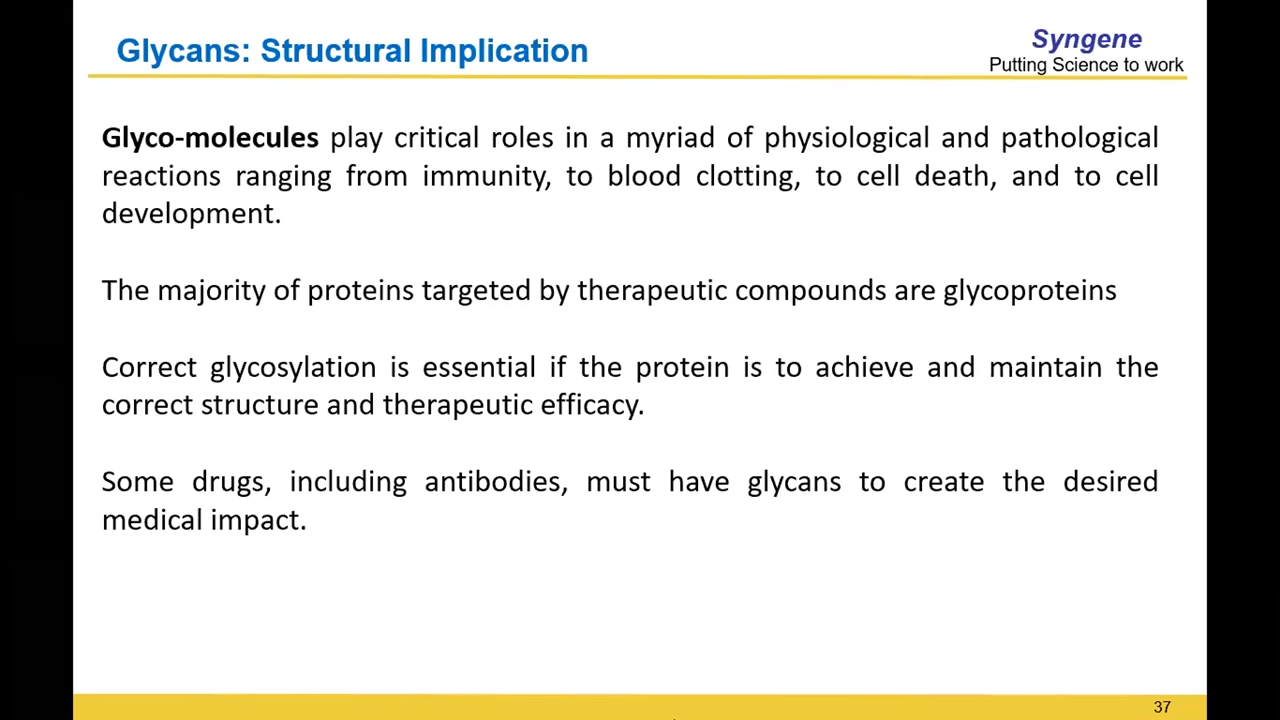 Glycans: Structural Implication
Syngene
Putting Science to work
Glyco-molecules play critical roles in a myriad of physiological and pathological
reactions ranging from immunity, to blood clotting, to cell death, and to cell
development.
The majority of proteins targeted by therapeutic compounds are glycoproteins
Correct glycosylation is essential if the protein is to achieve and maintain the
correct structure and therapeutic efficacy.
Some drugs, including antibodies, must have glycans to create the desired
medical impact.
37